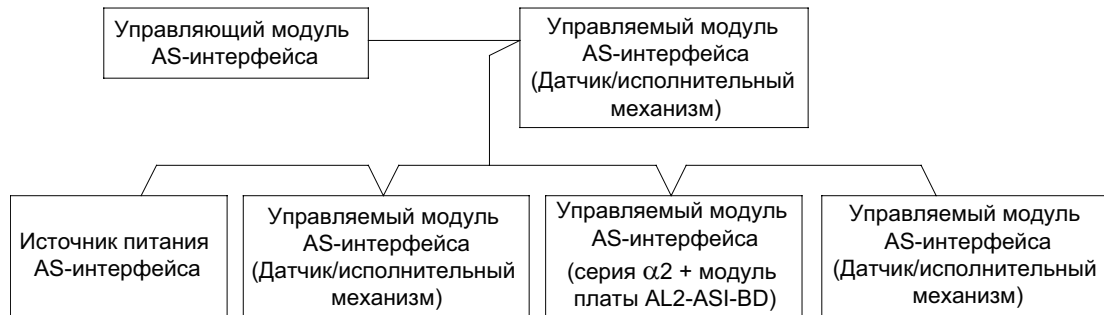 Управляющий модуль
AS-интерфейса
Управляемый модуль
AS-интерфейса
(Датчик/исполнительный
механизм)
Источник питания
AS-интерфейса
Управляемый модуль
AS-интерфейса
(Датчик/исполнительный
механизм)
Управляемый модуль
AS-интерфейса
(серия α2 + модуль
платы AL2-ASI-BD)
Управляемый модуль
AS-интерфейса
(Датчик/исполнительный
механизм)